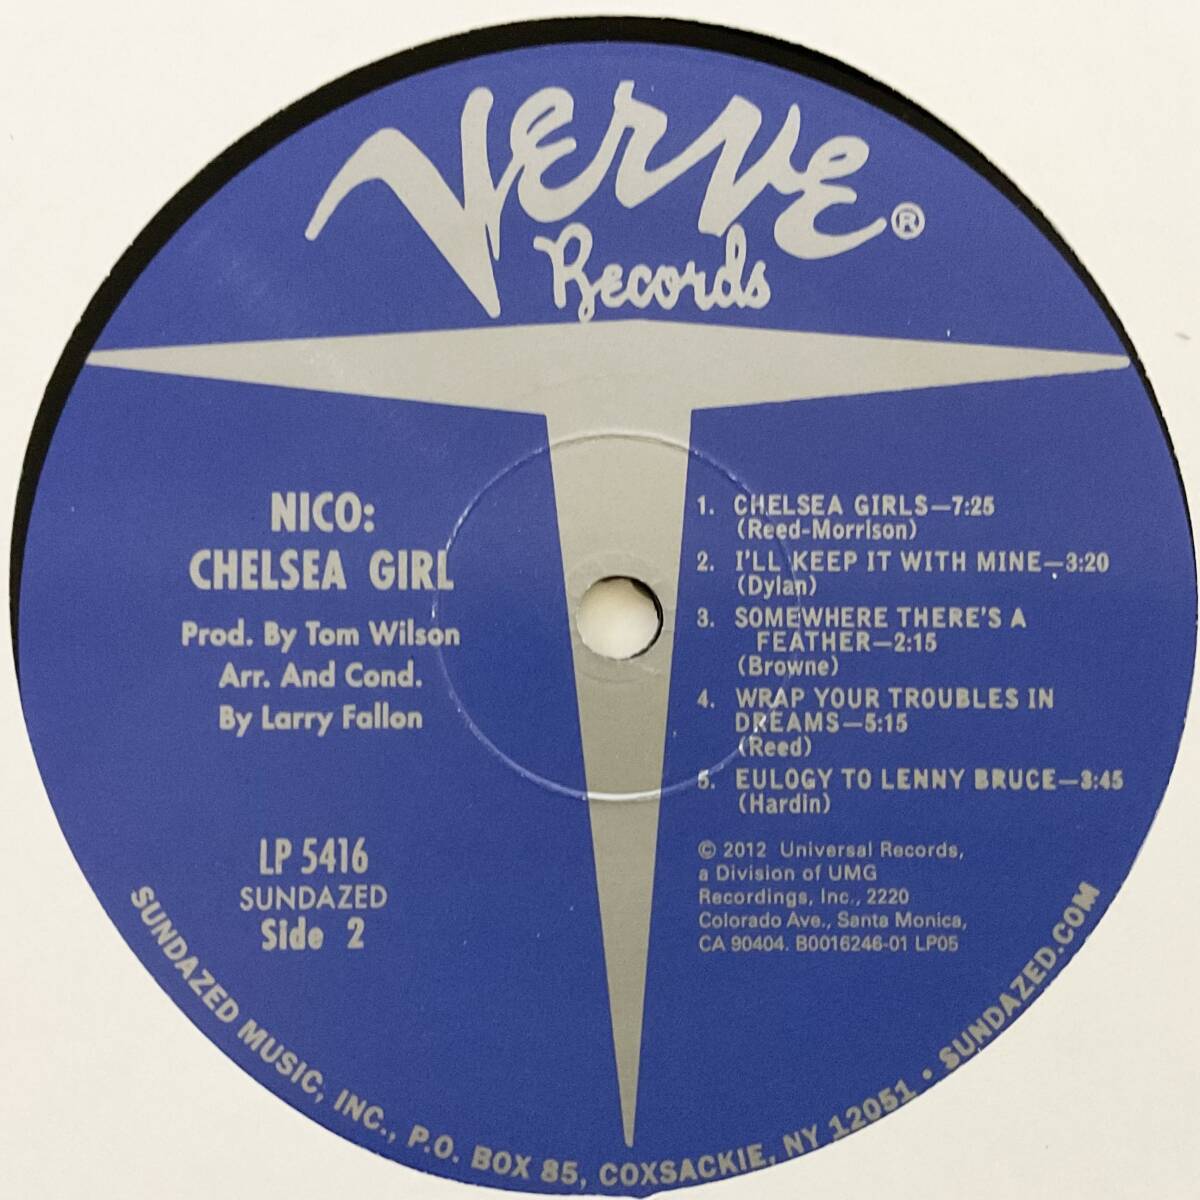 Verve®
Records
NICO:
CHELSEA GIRL
Prod. By Tom Wilson
Arr. And Cond.
By Larry Fallon
LP 5416
SUNDAZED
Side 2
1. CHELSEA GIRLS—7:25
(Reed-Morrison)
2. I'LL KEEP IT WITH MINE—3:20
(Dylan)
3. SOMEWHERE THERE'S A
FEATHER—2:15
(Browne)
4. WRAP YOUR TROUBLES IN
DREAMS—5:15
(Reed)
5. EULOGY TO LENNY BRUCE—3:45
(Hardin)
© 2012 Universal Records,
a Division of UMG
Recordings, Inc., 2220
Colorado Ave., Santa Monica,
CA 90404. B0016246-01 LP05
SUNDAZED MUSIC, INC., P.O. BOX 85, COXSACKIE, NY 12051 • SUNDAZED.COM